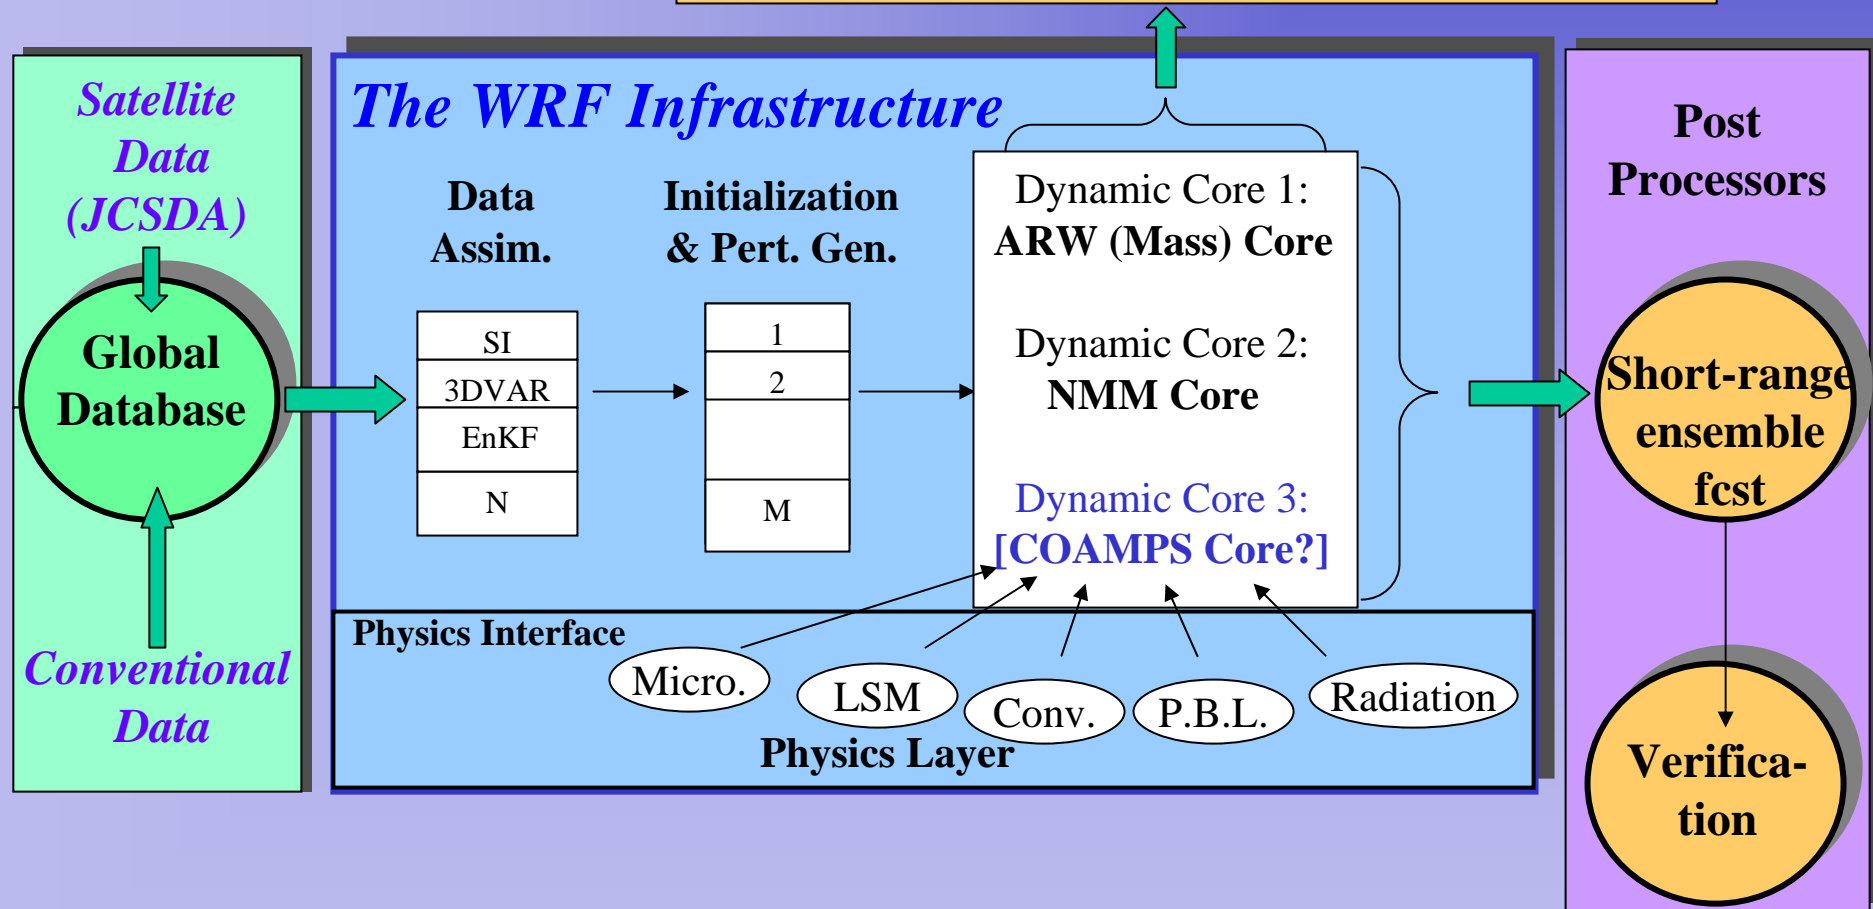 Satellite
Data
(JCSDA)
Global
Database
Conventional
Data
The WRF Infrastructure
Data
Assim.
SI
3DVAR
EnKF
N
Initialization
& Pert. Gen.
1
2
M
Dynamic Core 1:
ARW (Mass) Core
Dynamic Core 2:
NMM Core
Dynamic Core 3:
[COAMPS Core?]
Physics Interface
Micro.
LSM
Conv.
P.B.L.
Radiation
Physics Layer
Post
Processors
Short-range
ensemble
fcst
Verifica-
tion